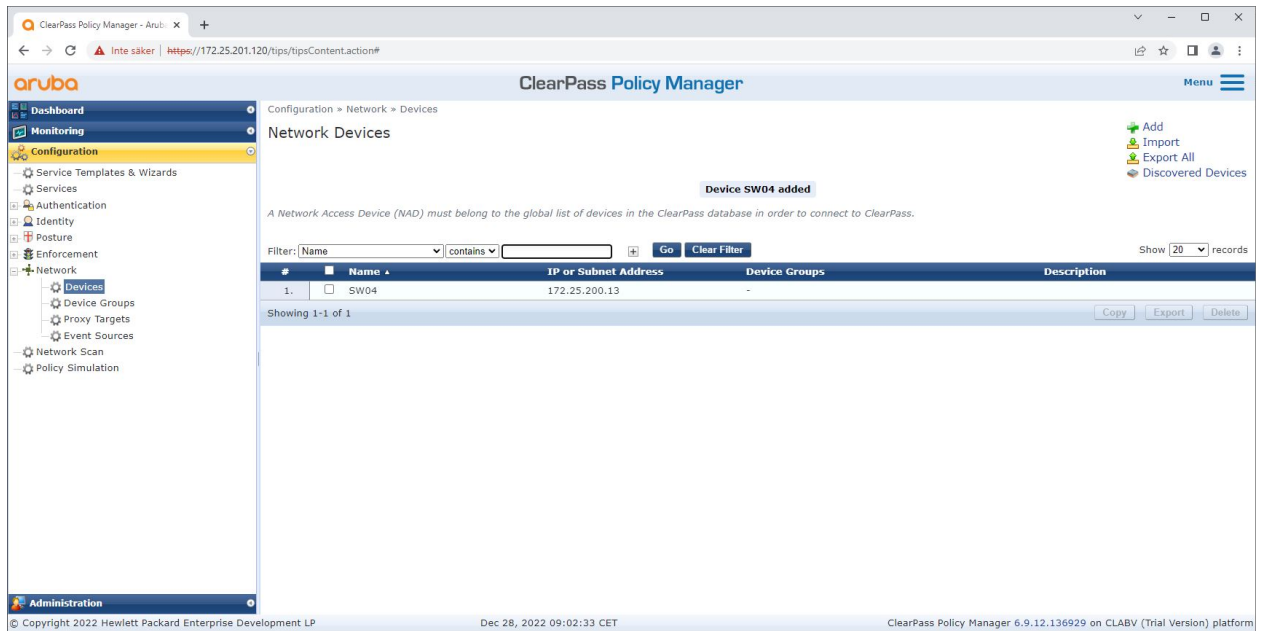 ClearPass Policy Manager - Arub
Inte säker | https://172.25.201.120/tips/tipsContent.action#
aruba
ClearPass Policy Manager
Menu
Dashboard
Monitoring
Configuration
Service Templates & Wizards
Services
Authentication
Identity
Posture
Enforcement
Network
Devices
Device Groups
Proxy Targets
Event Sources
Network Scan
Policy Simulation
Administration
Configuration » Network » Devices
Network Devices
Add
Import
Export All
Discovered Devices
Device SW04 added
A Network Access Device (NAD) must belong to the global list of devices in the ClearPass database in order to connect to ClearPass.
Filter: Name contains + Go Clear Filter Show 20 records
# Name IP or Subnet Address Device Groups Description
1. SW04 172.25.200.13 -
Showing 1-1 of 1 Copy Export Delete
© Copyright 2022 Hewlett Packard Enterprise Development LP Dec 28, 2022 09:02:33 CET ClearPass Policy Manager 6.9.12.136929 on CLABV (Trial Version) platform